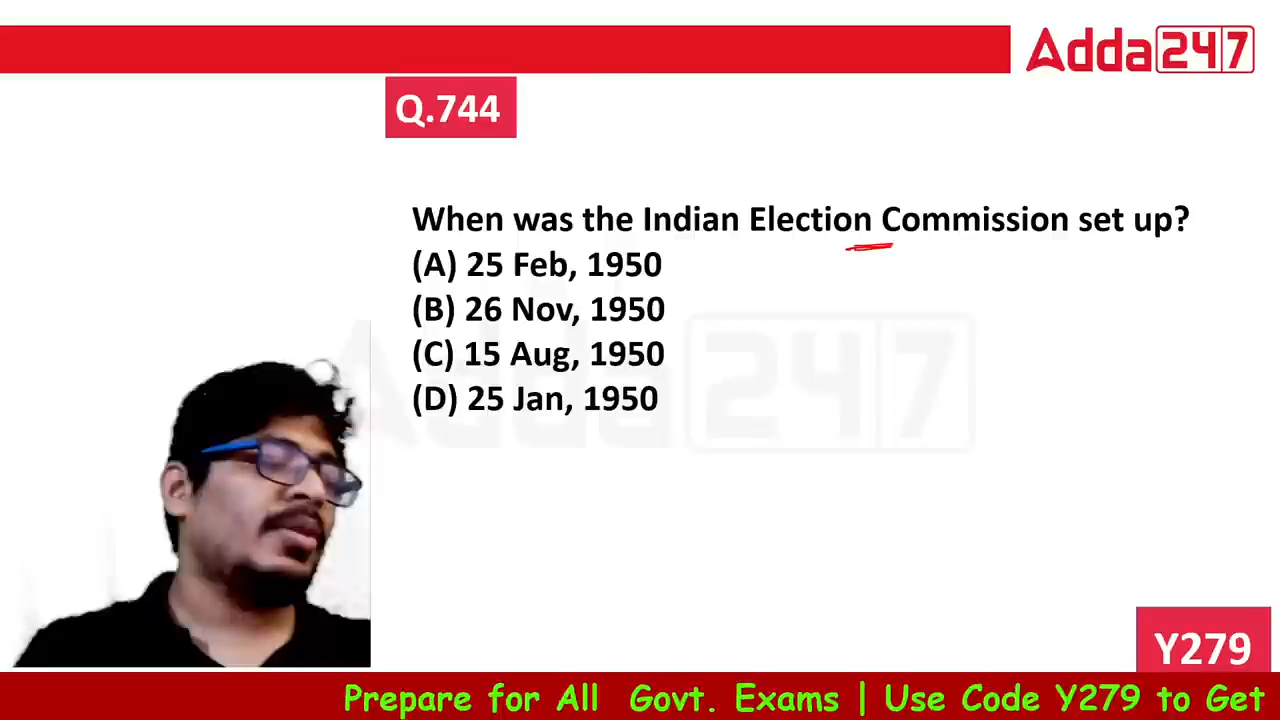 Adda247
Q.744
When was the Indian Election Commission set up?
(A) 25 Feb, 1950
(B) 26 Nov, 1950
(C) 15 Aug, 1950
(D) 25 Jan, 1950
Adda247
Y279
Prepare for All Govt. Exams | Use Code Y279 to Get